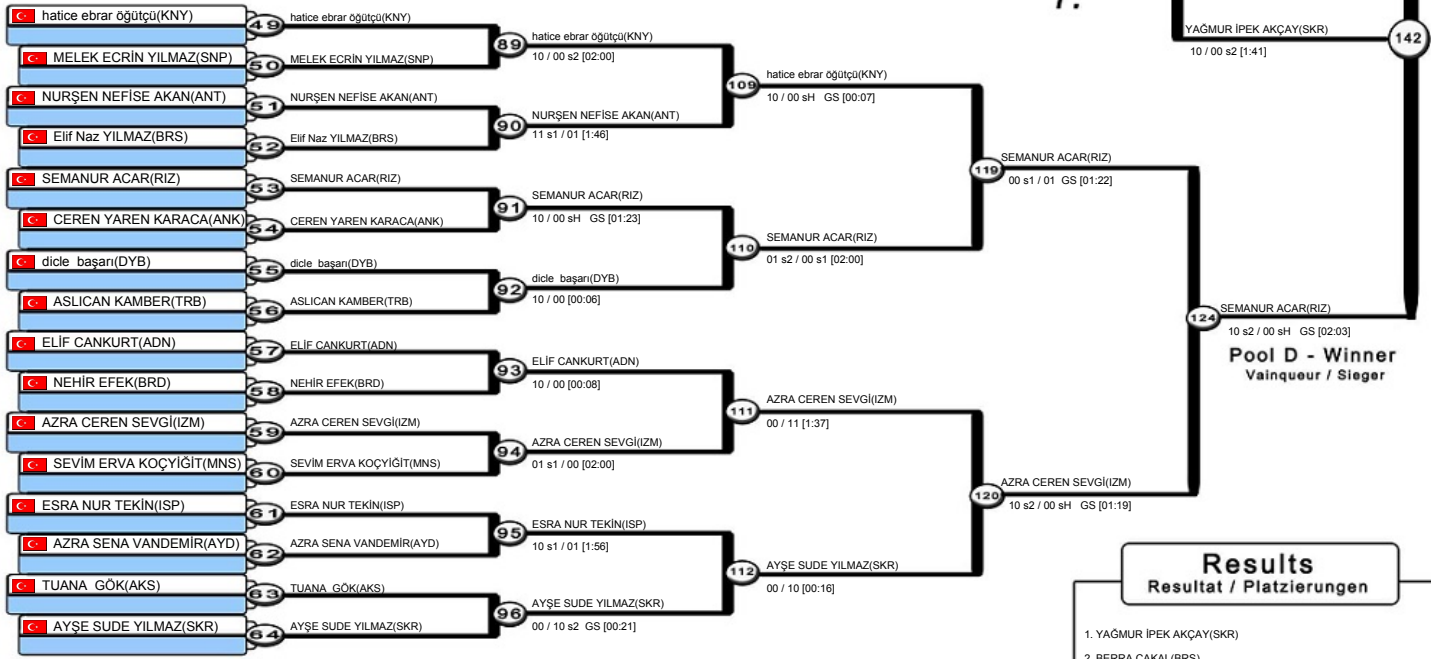 hatice ebrar öğütçü(KNY)
MELEK ECRİN YILMAZ(SNP)
NURŞEN NEFİSE AKAN(ANT)
Elif Naz YILMAZ(BRS)
SEMANUR ACAR(RIZ)
CEREN YAREN KARACA(ANK)
dicle başarı(DYB)
ASLICAN KAMBER(TRB)
ELİF CANKURT(ADN)
NEHİR EFEK(BRD)
AZRA CEREN SEVGİ(IZM)
SEVİM ERVA KOÇYİĞİT(MNS)
ESRA NUR TEKİN(ISP)
AZRA SENA VANDEMİR(AYD)
TUANA GÖK(AKS)
AYŞE SUDE YILMAZ(SKR)
49 hatice ebrar öğütçü(KNY)
50 MELEK ECRİN YILMAZ(SNP)
51 NURŞEN NEFİSE AKAN(ANT)
52 Elif Naz YILMAZ(BRS)
53 SEMANUR ACAR(RIZ)
54 CEREN YAREN KARACA(ANK)
55 dicle başarı(DYB)
56 ASLICAN KAMBER(TRB)
57 ELİF CANKURT(ADN)
58 NEHİR EFEK(BRD)
59 AZRA CEREN SEVGİ(IZM)
60 SEVİM ERVA KOÇYİĞİT(MNS)
61 ESRA NUR TEKİN(ISP)
62 AZRA SENA VANDEMİR(AYD)
63 TUANA GÖK(AKS)
64 AYŞE SUDE YILMAZ(SKR)
89 hatice ebrar öğütçü(KNY)
10 / 00 s2 [02:00]
90 NURŞEN NEFİSE AKAN(ANT)
11 s1 / 01 [1:46]
91 SEMANUR ACAR(RIZ)
10 / 00 sH GS [01:23]
92 dicle başarı(DYB)
10 / 00 [00:06]
93 ELİF CANKURT(ADN)
10 / 00 [00:08]
94 AZRA CEREN SEVGİ(IZM)
01 s1 / 00 [02:00]
95 ESRA NUR TEKİN(ISP)
10 s1 / 01 [1:56]
96 AYŞE SUDE YILMAZ(SKR)
00 / 10 s2 GS [00:21]
109 hatice ebrar öğütçü(KNY)
10 / 00 sH GS [00:07]
110 SEMANUR ACAR(RIZ)
01 s2 / 00 s1 [02:00]
111 AZRA CEREN SEVGİ(IZM)
00 / 11 [1:37]
112 AYŞE SUDE YILMAZ(SKR)
00 / 10 [00:16]
119 SEMANUR ACAR(RIZ)
00 s1 / 01 GS [01:22]
120 AZRA CEREN SEVGİ(IZM)
10 s2 / 00 sH GS [01:19]
YAĞMUR İPEK AKÇAY(SKR) 142
10 / 00 s2 [1:41]
124 SEMANUR ACAR(RIZ)
10 s2 / 00 sH GS [02:03]
Pool D - Winner
Vainqueur / Sieger
Results
Resultat / Platzierungen
1. YAĞMUR İPEK AKÇAY(SKR)